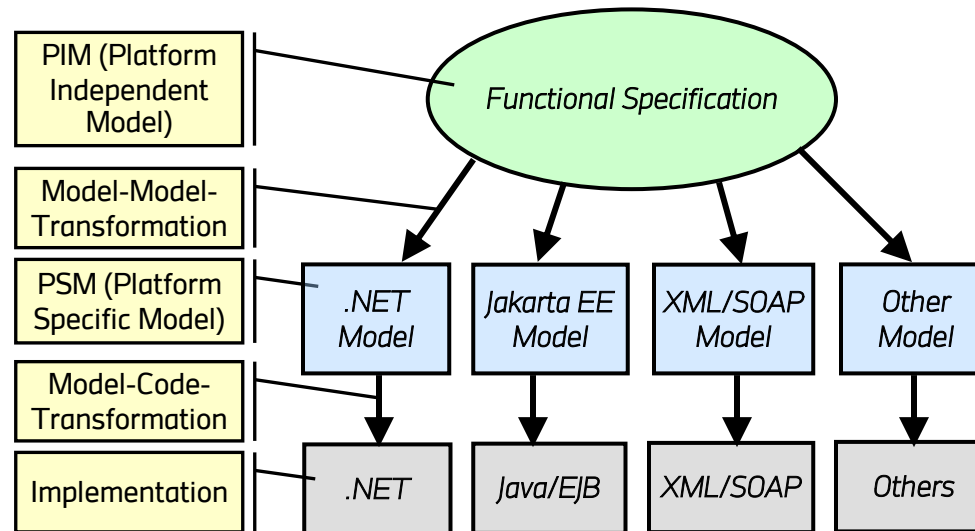 PIM (Platform
Independent
Model)
Functional Specification
Model-Model-
Transformation
PSM (Platform
Specific Model)
.NET
Model
Jakarta EE
Model
XML/SOAP
Model
Other
Model
Model-Code-
Transformation
Implementation
.NET
Java/EJB
XML/SOAP
Others